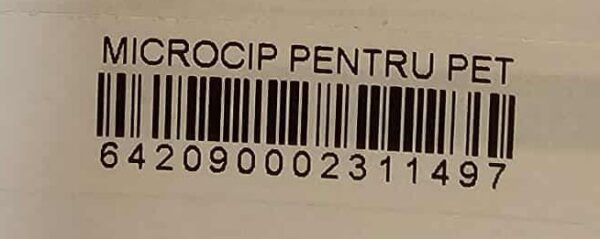 MICROCIP PENTRU PET
642090002311497